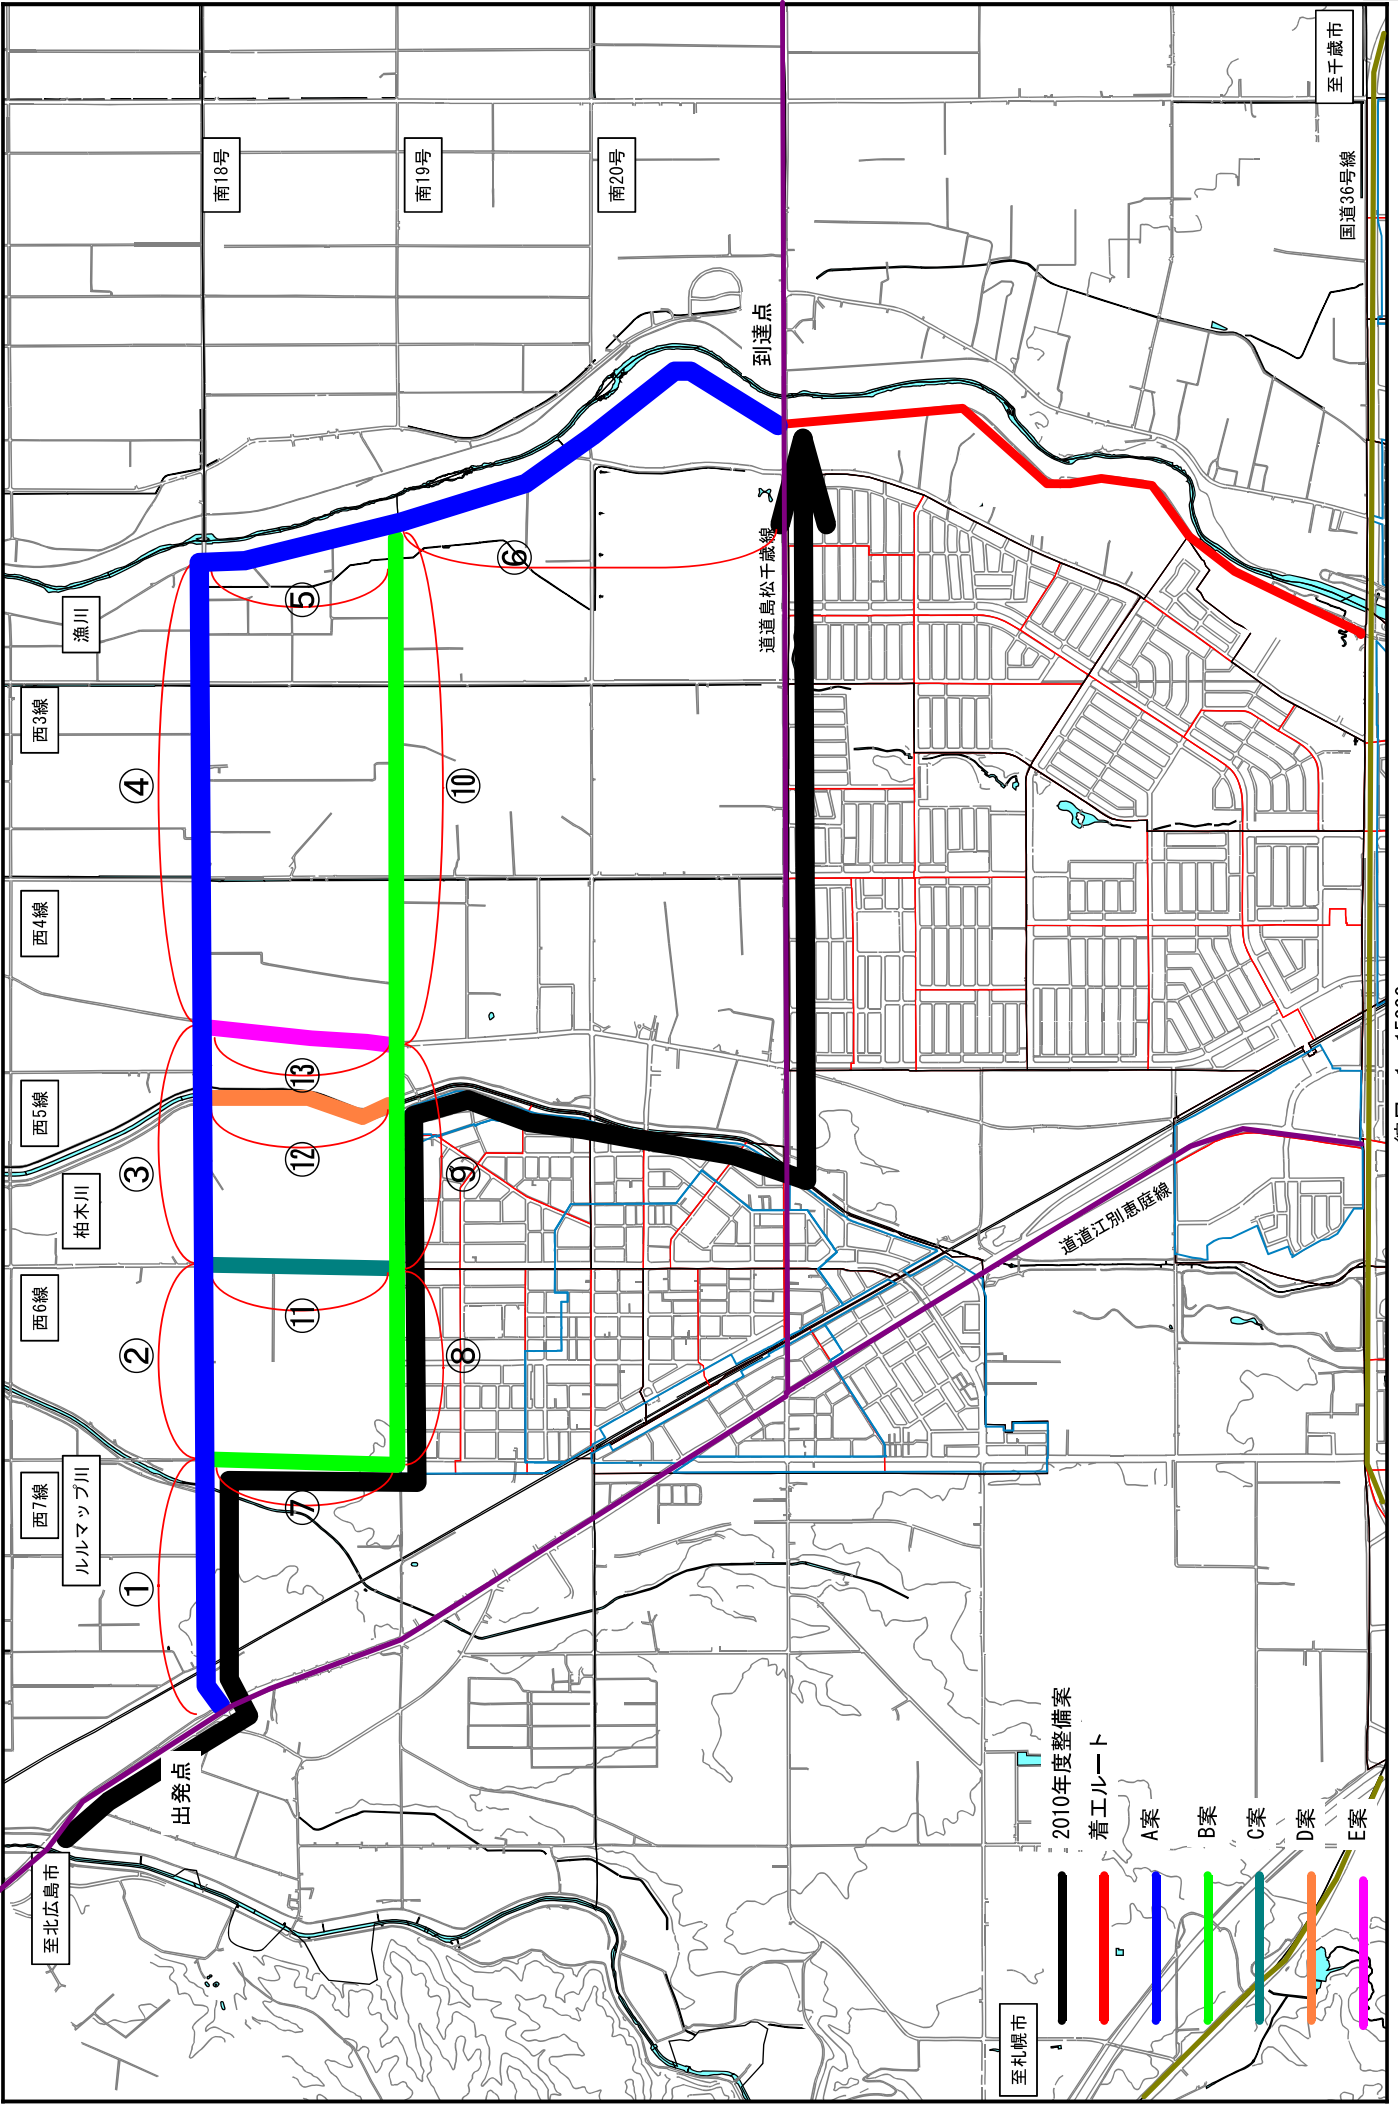 至北広島市
出発点
西7線
ルルマップ川
西6線
柏木川
西5線
西4線
西3線
漁川
南18号
南19号
南20号
到達点
道道島松千歳線
道道江別恵庭線
国道36号線
至千歳市
至札幌市
①
②
③
④
⑤
⑥
⑦
⑧
⑨
⑩
⑪
⑫
⑬
2010年度整備案
着工ルート
A案
B案
C案
D案
E案